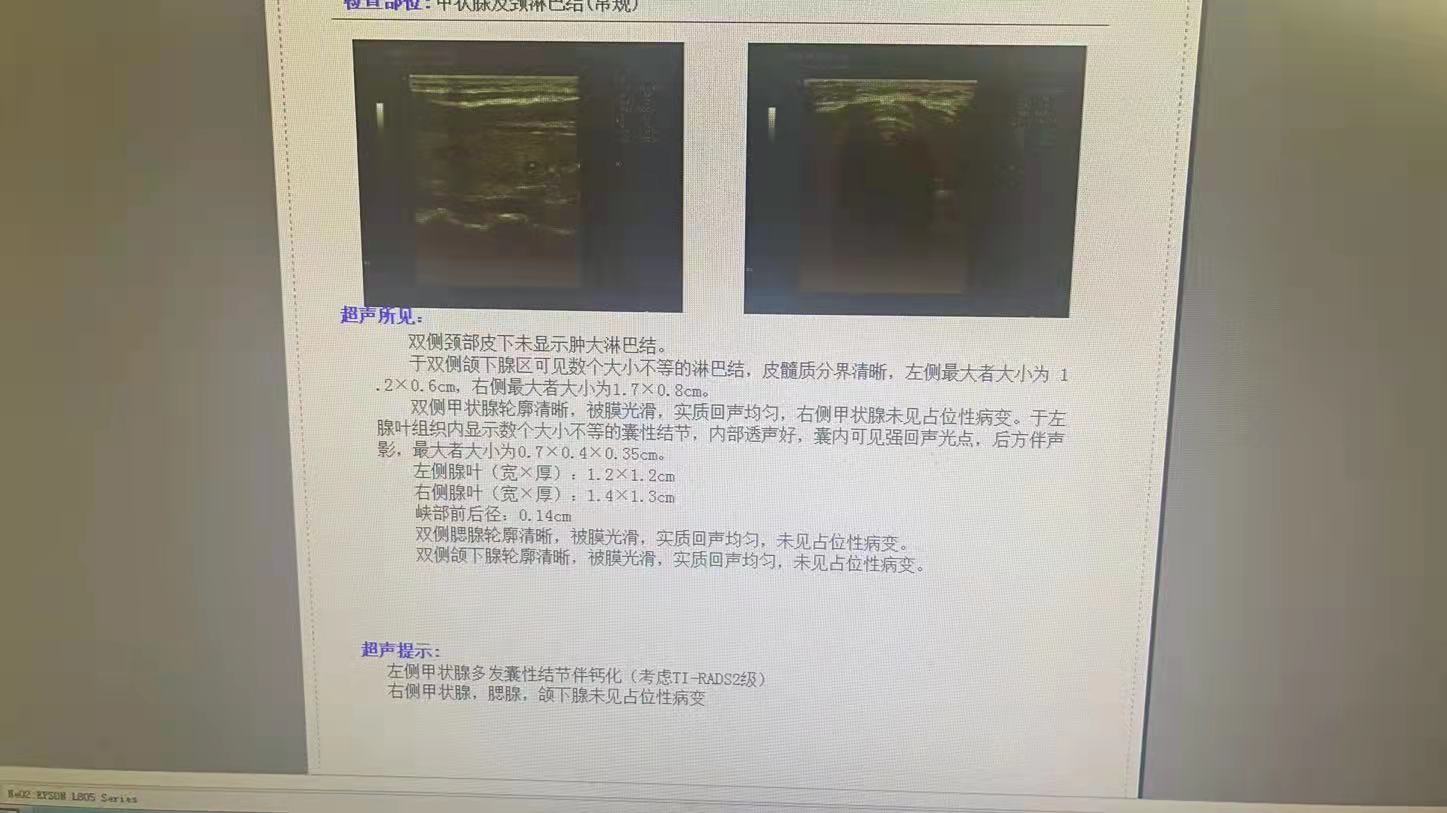 检查部位: 甲状腺及颈淋巴结(常规)
超声所见:
双侧颈部皮下未显示肿大淋巴结。
于双侧颌下腺区可见数个大小不等的淋巴结，皮髓质分界清晰，左侧最大者大小为 1
.2×0.6cm，右侧最大者大小为1.7×0.8cm。
双侧甲状腺轮廓清晰，被膜光滑，实质回声均匀，右侧甲状腺未见占位性病变。于左
腺叶组织内显示数个大小不等的囊性结节，内部透声好，囊内可见强回声光点，后方伴声
影，最大者大小为0.7×0.4×0.35cm。
左侧腺叶（宽×厚）: 1.2×1.2cm
右侧腺叶（宽×厚）: 1.4×1.3cm
峡部前后径: 0.14cm
双侧腮腺轮廓清晰，被膜光滑，实质回声均匀，未见占位性病变。
双侧颌下腺轮廓清晰，被膜光滑，实质回声均匀，未见占位性病变。
超声提示:
左侧甲状腺多发囊性结节伴钙化（考虑TI-RADS2级）
右侧甲状腺，腮腺，颌下腺未见占位性病变
Ne02 EPSON L805 Series